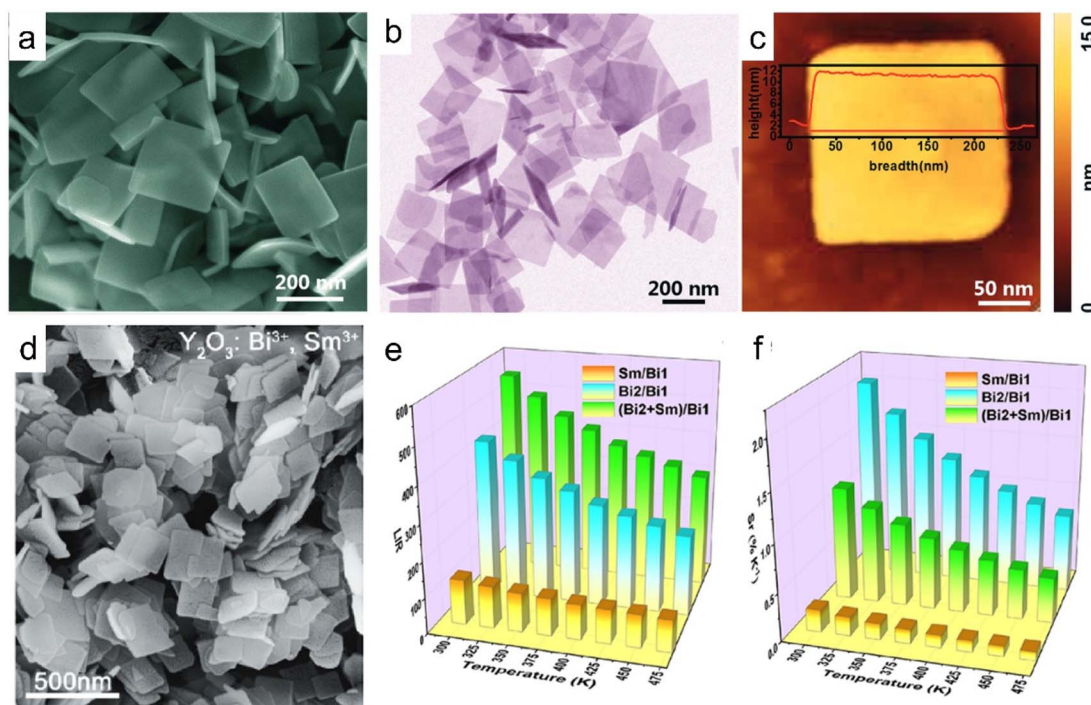 a
200 nm
b
200 nm
c
height(nm)
12
10
8
6
4
2
0
0 50 100 150 200 250
breadth(nm)
50 nm
15.0
nm
0
d
Y₂O₃: Bi³⁺, Sm³⁺
500nm
e
Sm/Bi1
Bi2/Bi1
(Bi2+Sm)/Bi1
600
500
400
300
200
100
0
LIR
300 325 350 375 400 425 450 475
Temperature (K)
f
Sm/Bi1
Bi2/Bi1
(Bi2+Sm)/Bi1
2.0
1.5
1.0
0.5
0.0
300 325 350 375 400 425 450 475
Temperature (K)